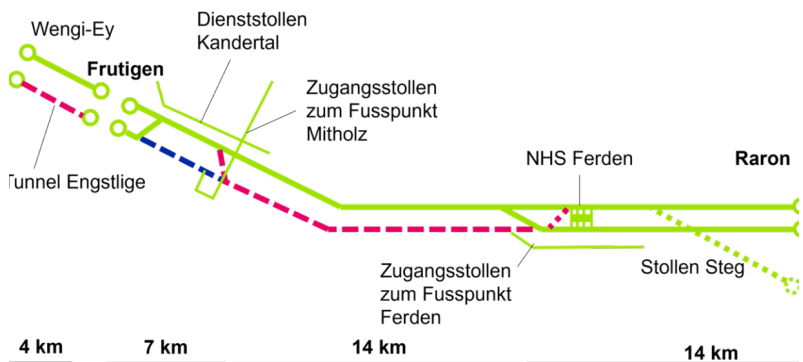 Wengi-Ey
Dienststollen
Kandertal
Frutigen
Zugangsstollen
zum Fusspunkt
Mitholz
Tunnel Engstlige
NHS Ferden
Raron
Zugangsstollen
zum Fusspunkt
Ferden
Stollen Steg
4 km
7 km
14 km
14 km